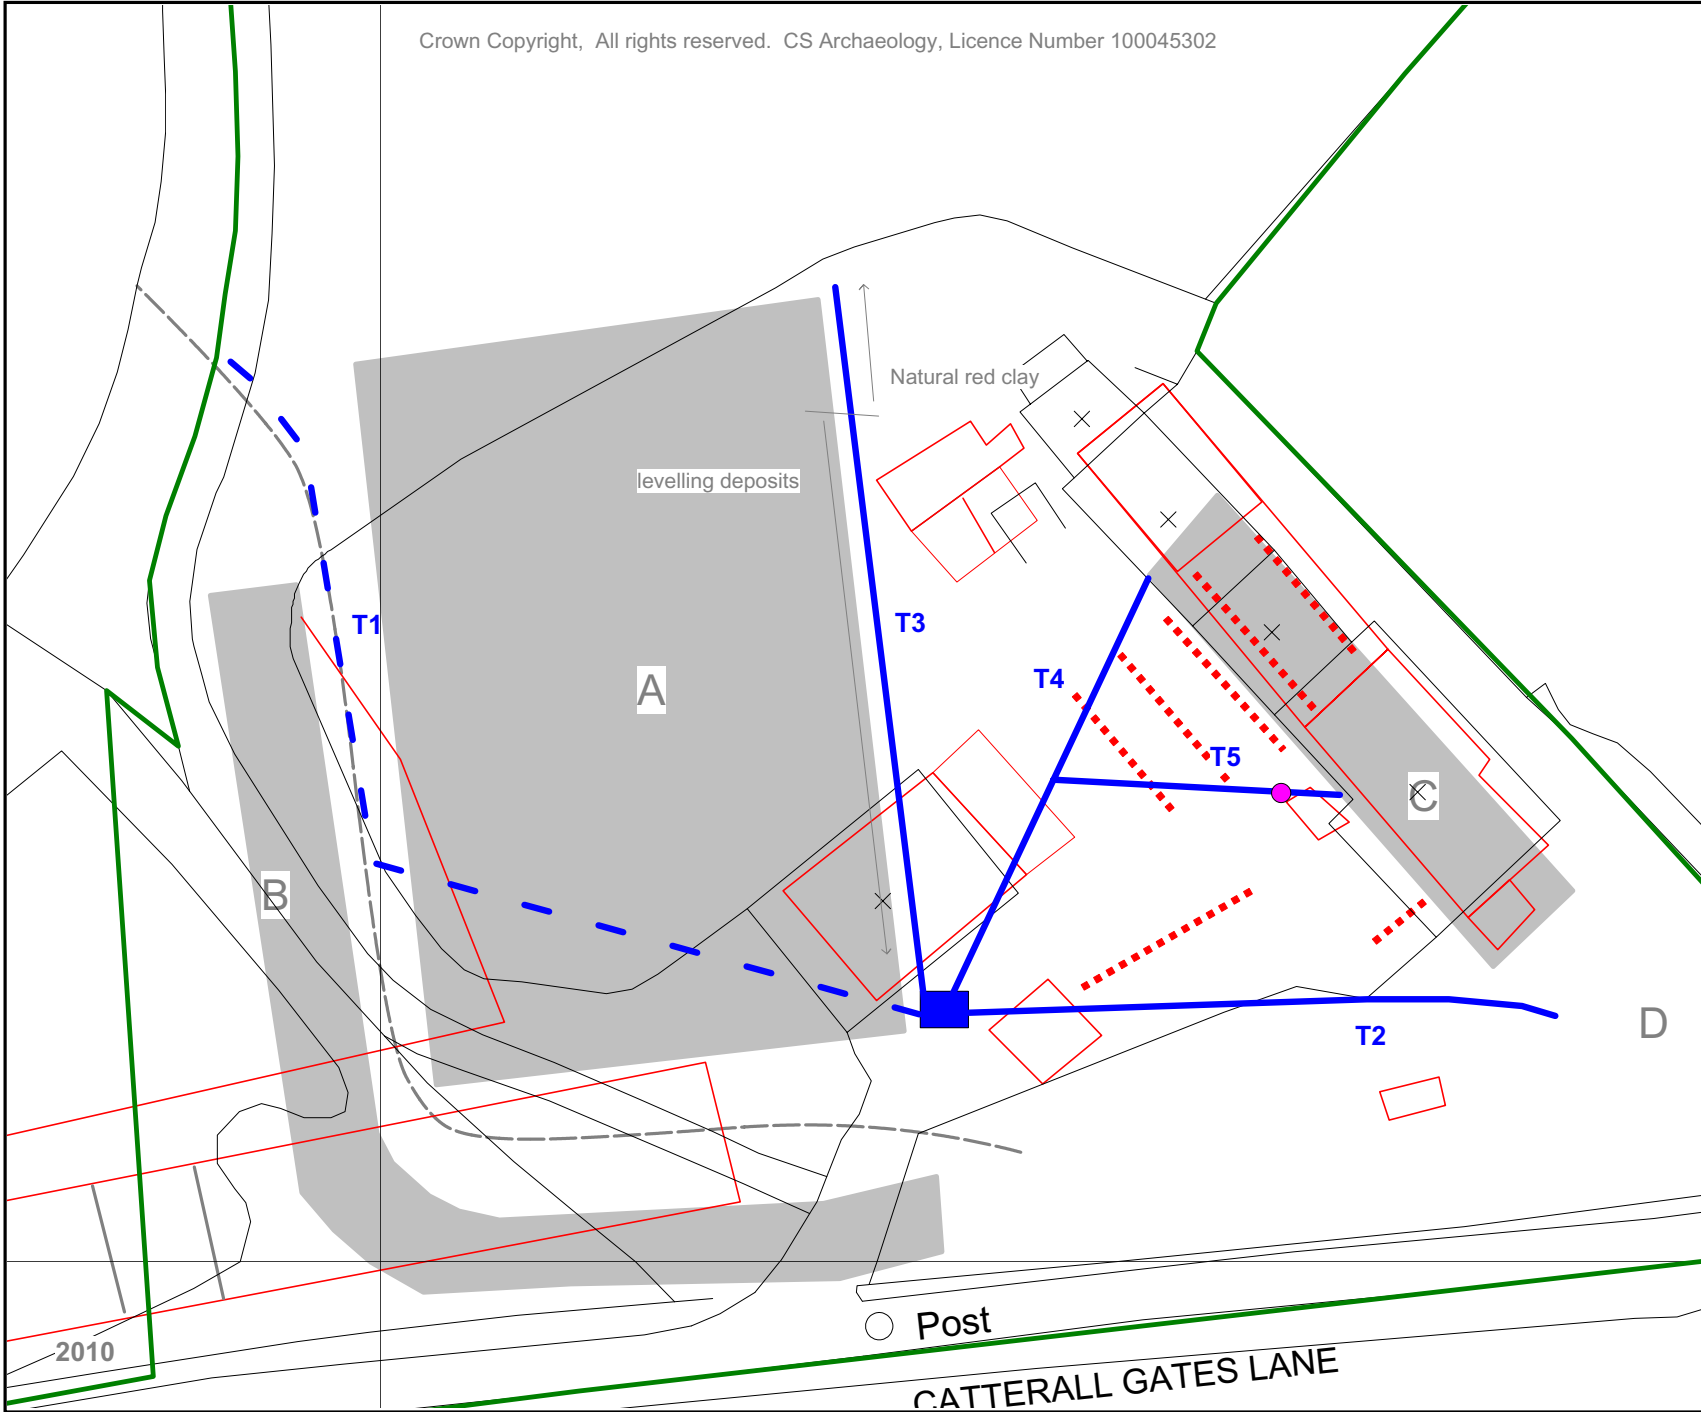 Crown Copyright,  All rights reserved.  CS Archaeology, Licence Number 100045302
Natural red clay
levelling deposits
T1
T3
A
T4
T5
C
B
D
T2
Post
2010
CATTERALL GATES LANE